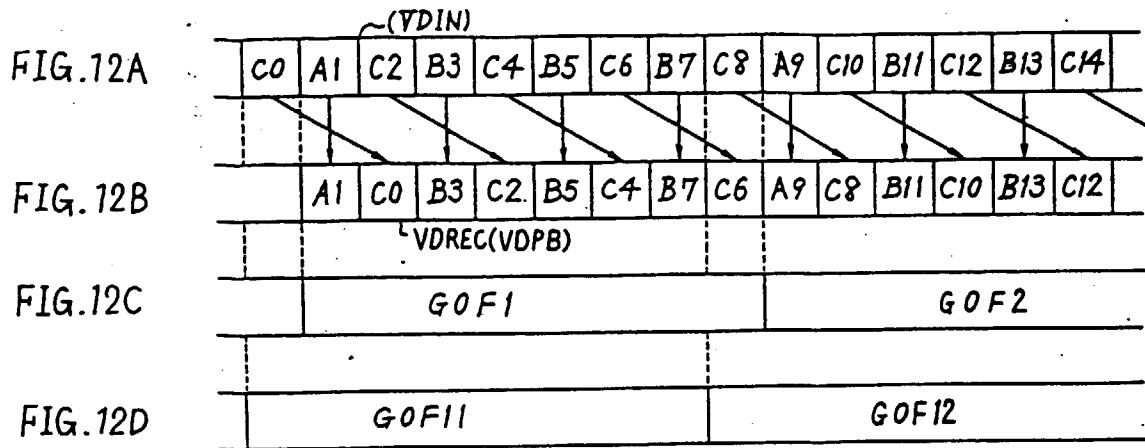 (VDIN)
FIG.12A C0 A1 C2 B3 C4 B5 C6 B7 C8 A9 C10 B11 C12 B13 C14
FIG.12B A1 C0 B3 C2. B5 C4 B7 C6 A9 C8 B11 C10 B13 C12
VDREC(VDPB)
FIG.12C GOF1 GOF2
FIG.12D GOF11 GOF12